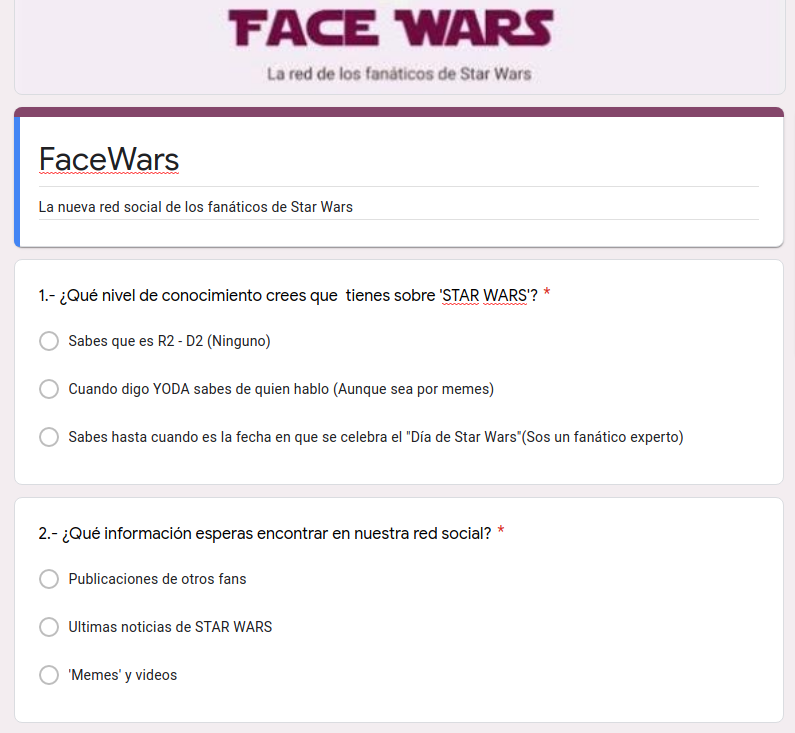 FACE WARS
La red de los fanáticos de Star Wars
FaceWars
La nueva red social de los fanáticos de Star Wars
1.- ¿Qué nivel de conocimiento crees que  tienes sobre 'STAR WARS'? *
Sabes que es R2 - D2 (Ninguno)
Cuando digo YODA sabes de quien hablo (Aunque sea por memes)
Sabes hasta cuando es la fecha en que se celebra el "Día de Star Wars"(Sos un fanático experto)
2.- ¿Qué información esperas encontrar en nuestra red social? *
Publicaciones de otros fans
Ultimas noticias de STAR WARS
'Memes' y videos